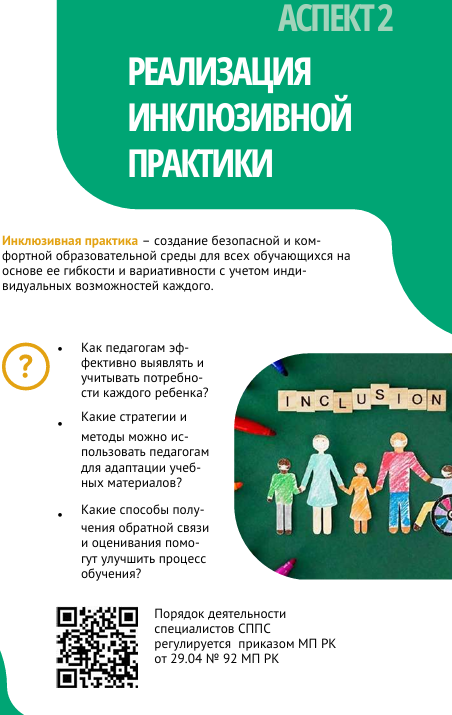 АСПЕКТ 2
РЕАЛИЗАЦИЯ
ИНКЛЮЗИВНОЙ
ПРАКТИКИ
Инклюзивная практика – создание безопасной и ком-
фортной образовательной среды для всех обучающихся на
основе ее гибкости и вариативности с учетом инди-
видуальных возможностей каждого.
?
• Как педагогам эф-
фективно выявлять и
учитывать потребно-
сти каждого ребенка?
• Какие стратегии и
методы можно ис-
пользовать педагогам
для адаптации учеб-
ных материалов?
• Какие способы полу-
чения обратной связи
и оценивания помо-
гут улучшить процесс
обучения?
INCLUSION
Порядок деятельности
специалистов СППС
регулируется приказом МП РК
от 29.04 № 92 МП РК